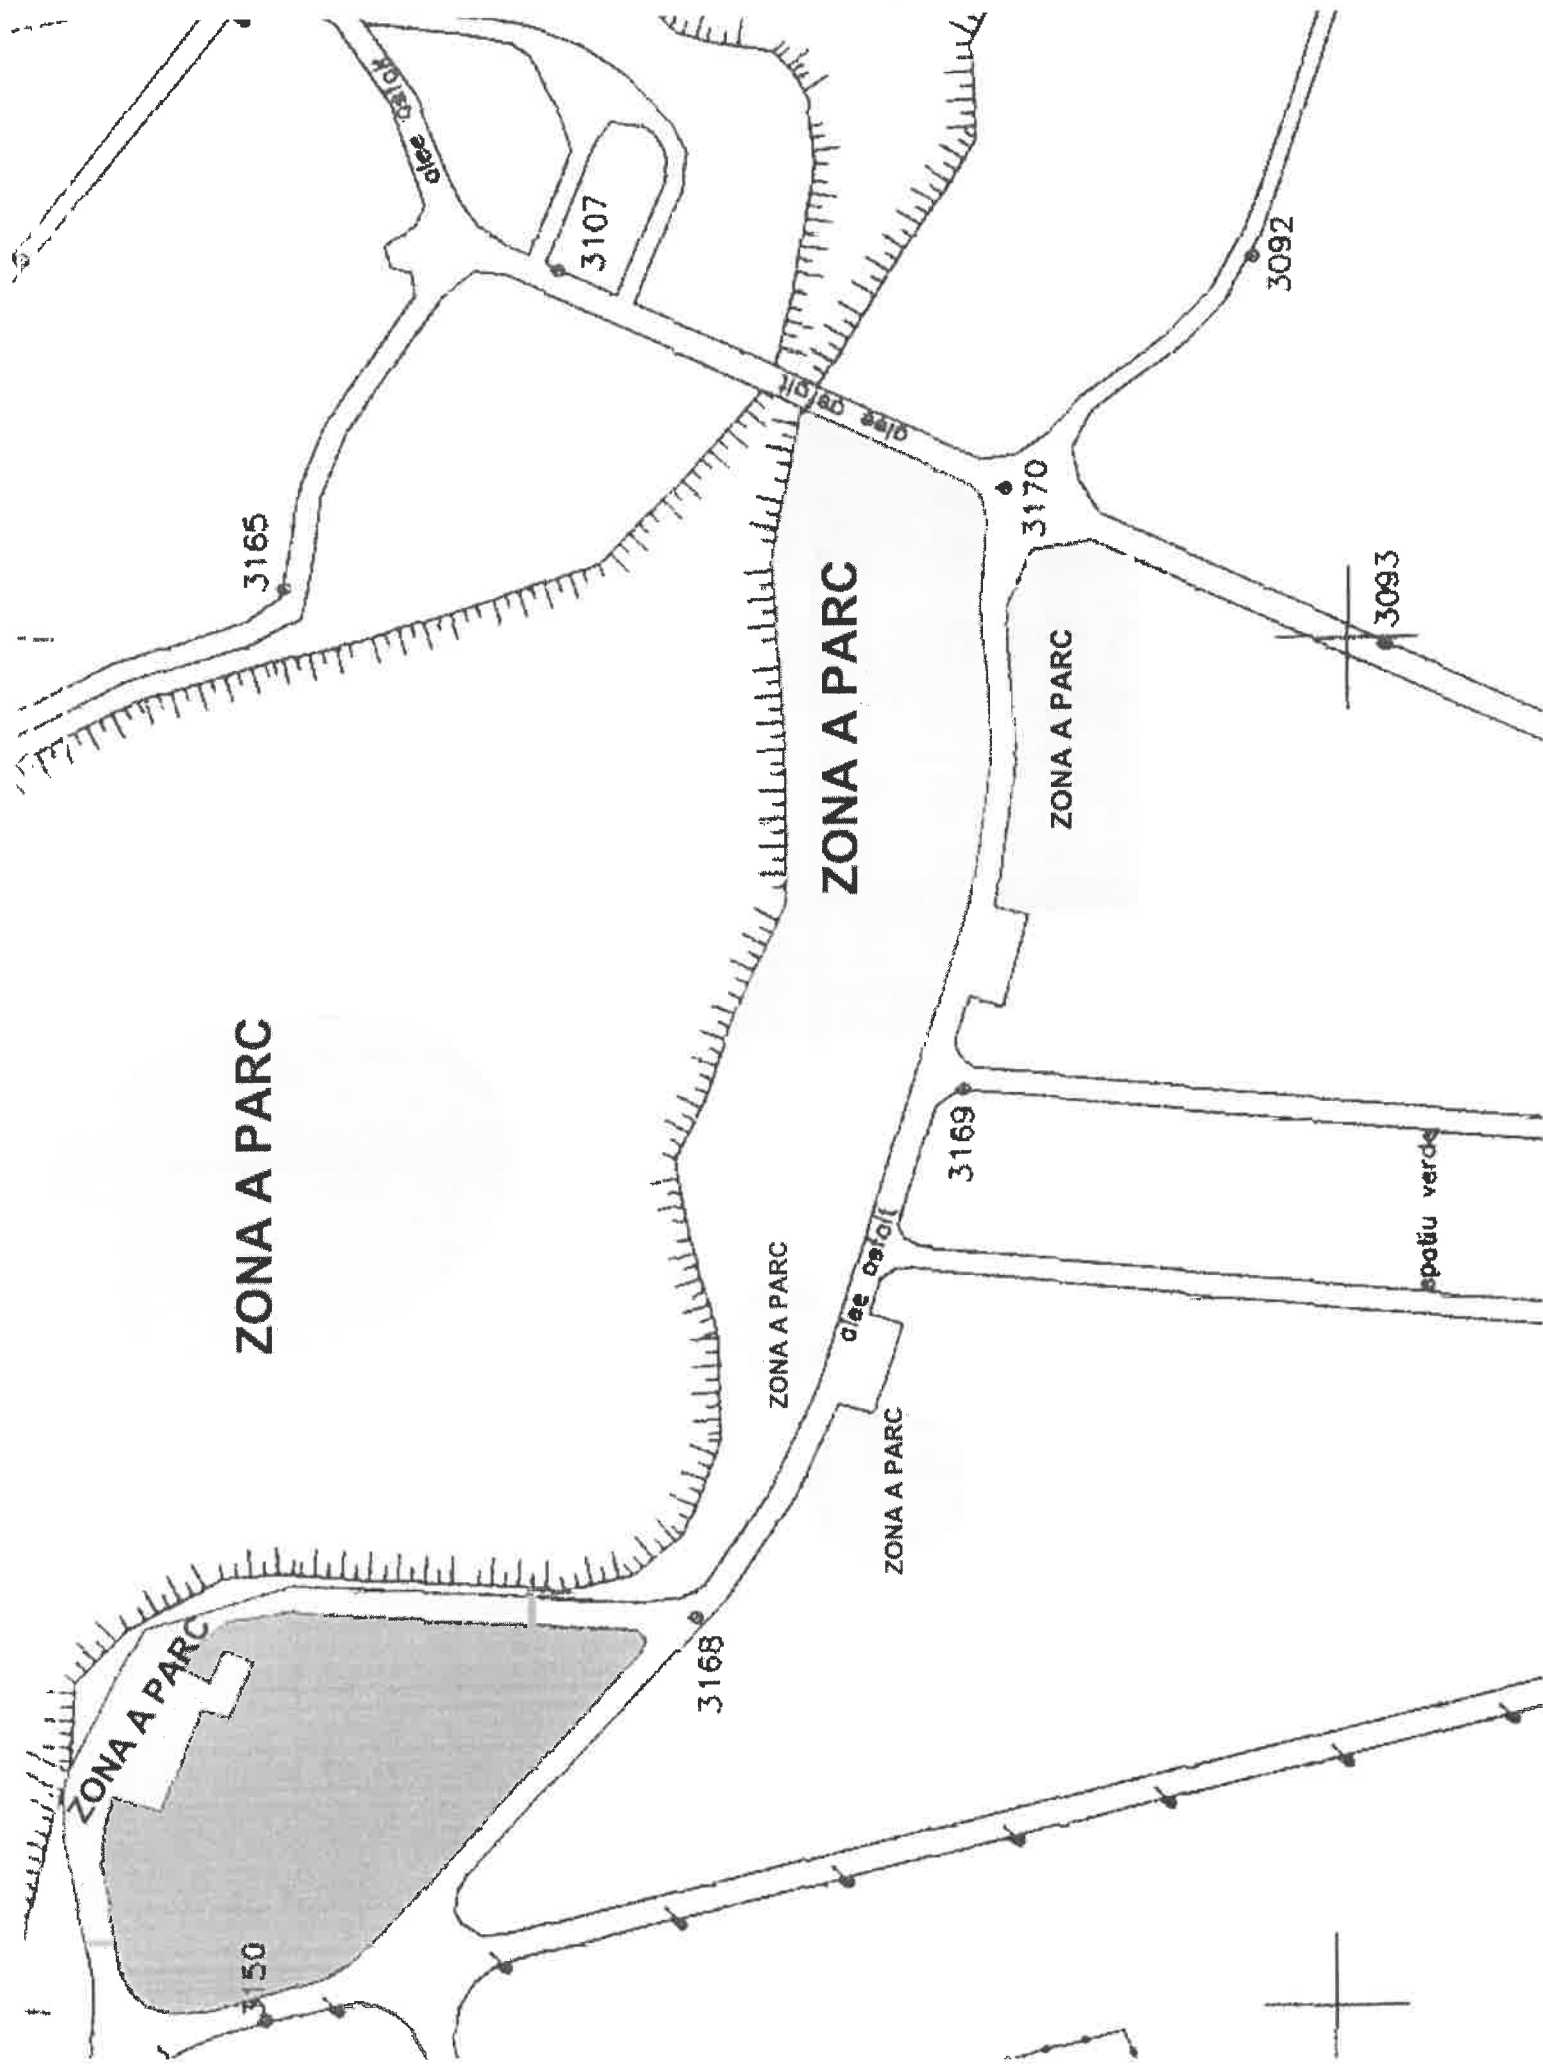 alee asfalt
3107
3165
3092
alee asfalt
3170
3093
ZONA A PARC
ZONA A PARC
ZONA A PARC
3169
spatiu verde
alee asfalt
ZONA A PARC
ZONA A PARC
ZONA A PARC
3168
3150